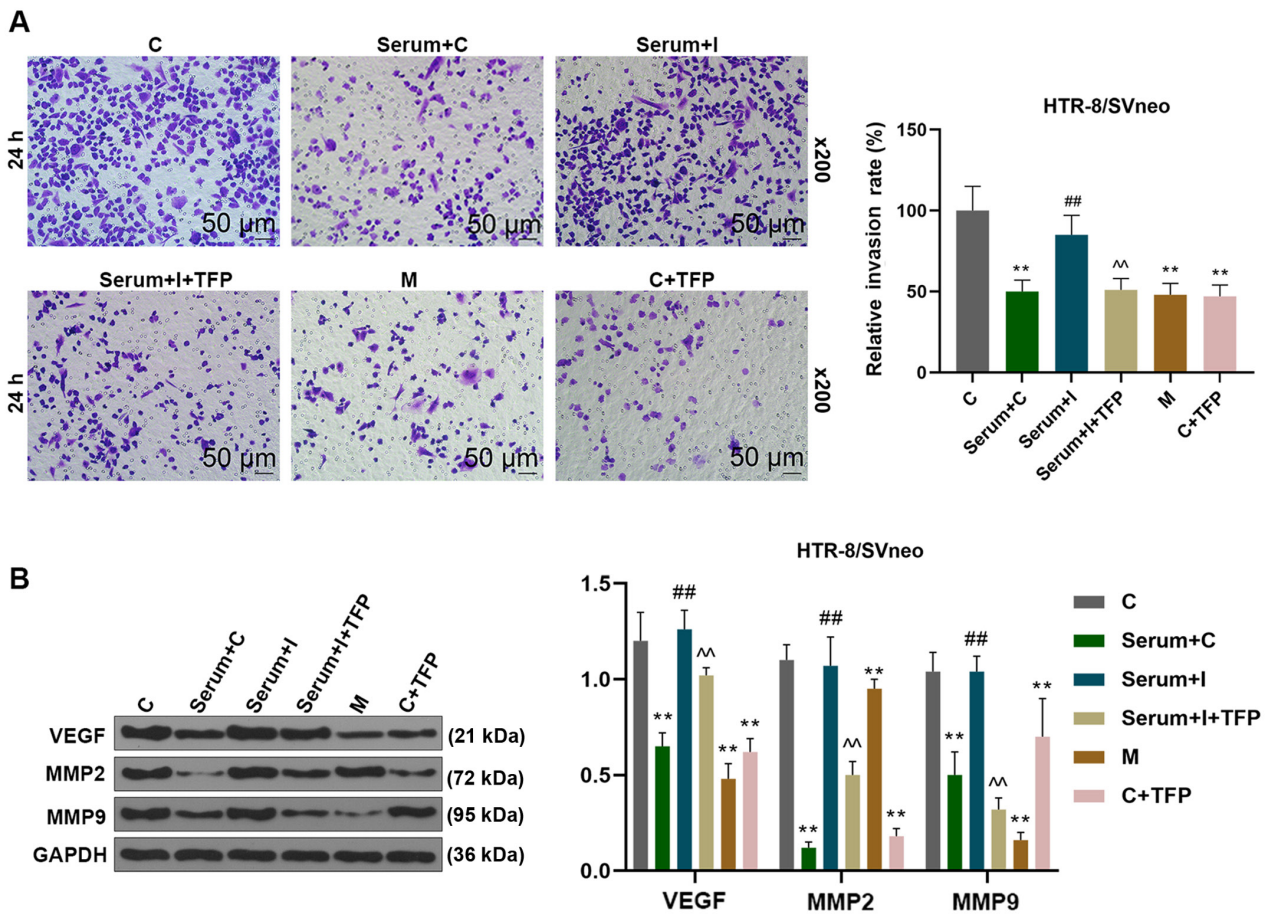 A
C
Serum+C
Serum+I
24 h
50 µm
50 µm
50 µm
x200
Serum+I+TFP
M
C+TFP
24 h
50 µm
50 µm
50 µm
x200
HTR-8/SVneo
Relative invasion rate (%)
150
100
50
0
##
**
^^
**
**
C
Serum+C
Serum+I
Serum+I+TFP
M
C+TFP
B
C
Serum+C
Serum+I
Serum+I+TFP
M
C+TFP
VEGF
(21 kDa)
MMP2
(72 kDa)
MMP9
(95 kDa)
GAPDH
(36 kDa)
HTR-8/SVneo
1.5
1.0
0.5
0.0
**
##
^^
**
**
**
##
^^
**
**
**
##
^^
**
**
VEGF
MMP2
MMP9
C
Serum+C
Serum+I
Serum+I+TFP
M
C+TFP